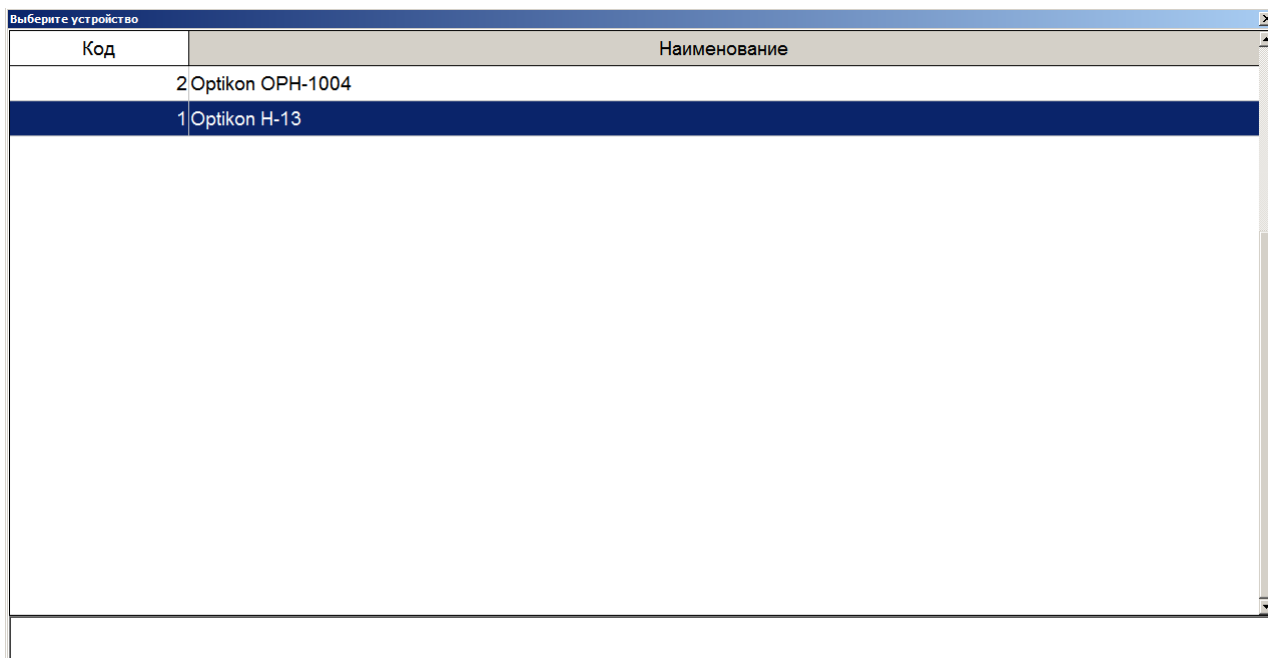 Выберите устройство
Код Наименование
2 Optikon OPH-1004
1 Optikon H-13